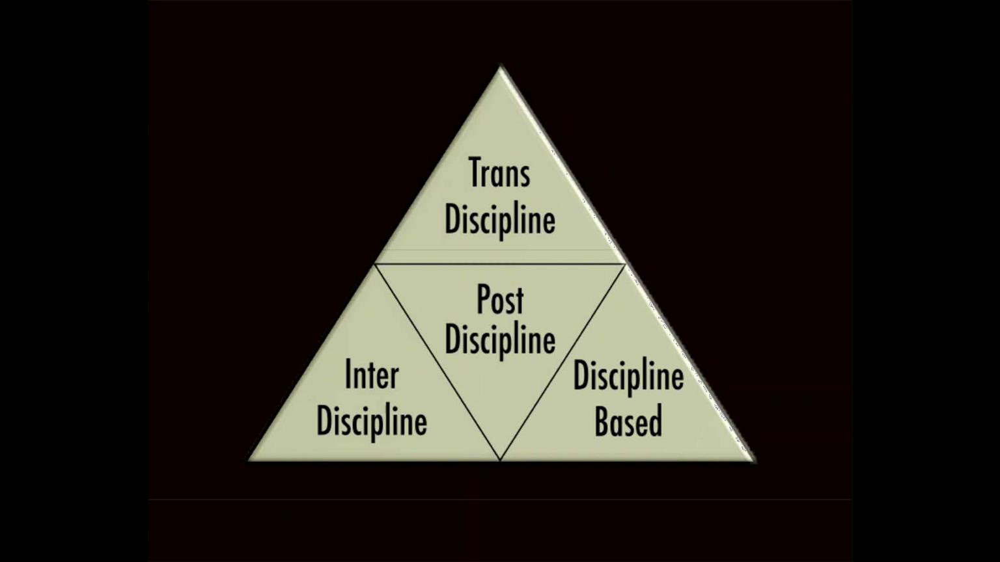 Trans
Discipline
Post
Discipline
Inter
Discipline
Discipline
Based